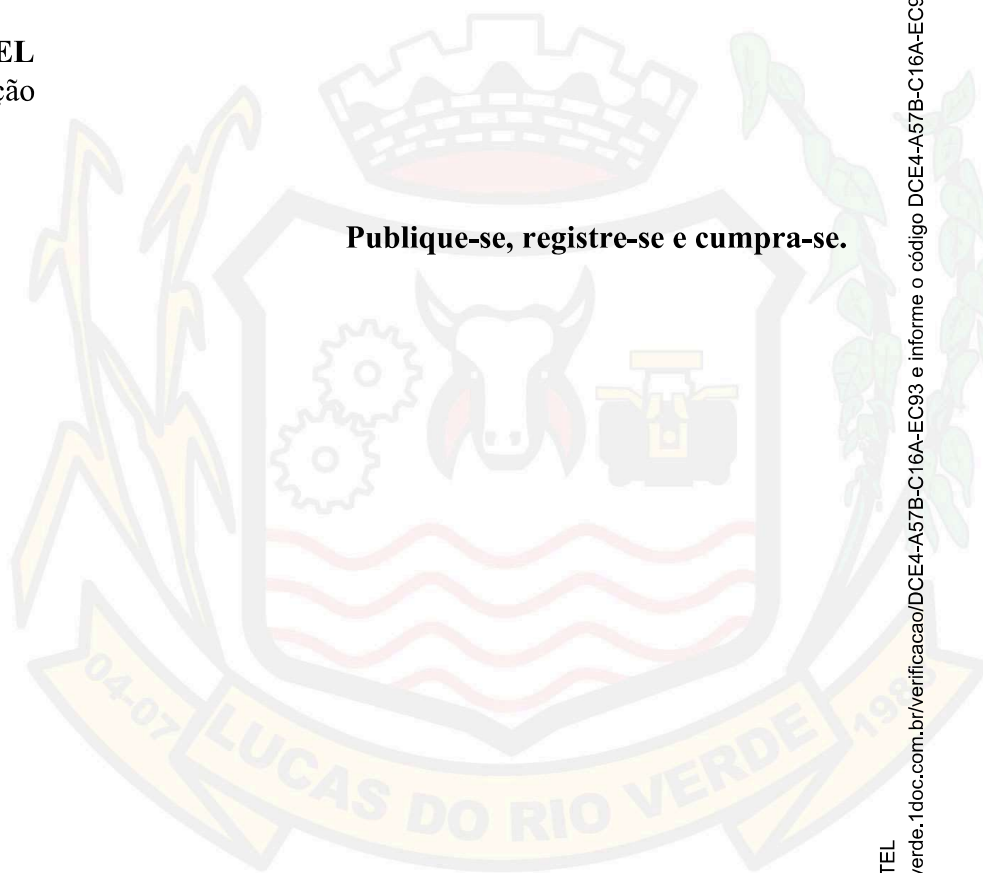 EL
ção
Publique-se, registre-se e cumpra-se.
04-07
LUCAS DO RIO VERDE
1988
TEL
verde.1doc.com.br/verificacao/DCE4-A57B-C16A-EC93 e informe o código DCE4-A57B-C16A-EC9